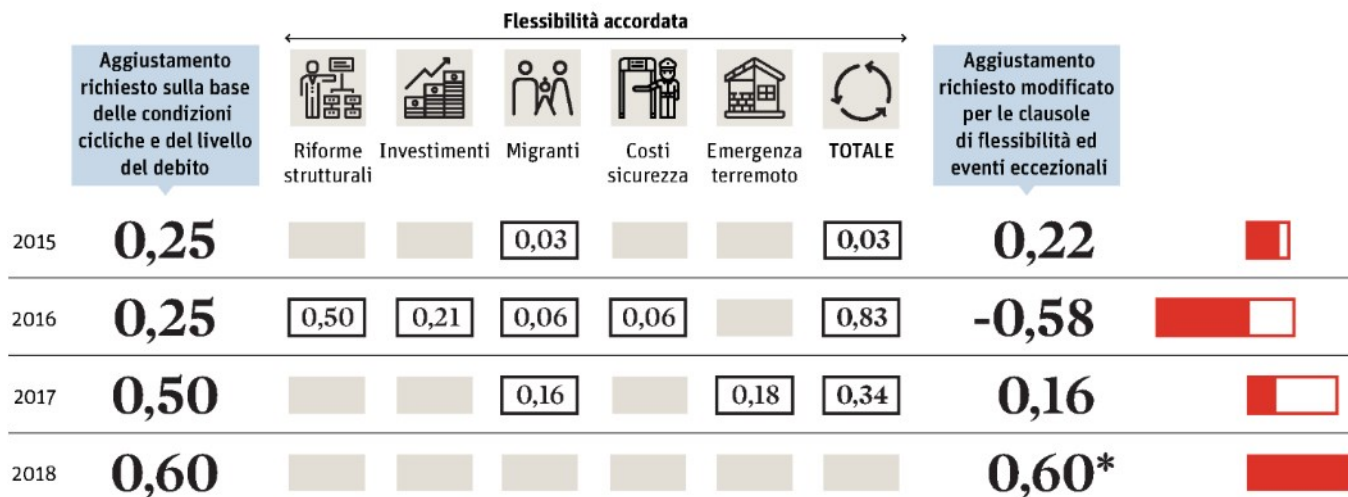 Flessibilità accordata
Aggiustamento
richiesto sulla base
delle condizioni
cicliche e del livello
del debito
Riforme
strutturali
Investimenti
Migranti
Costi
sicurezza
Emergenza
terremoto
TOTALE
Aggiustamento
richiesto modificato
per le clausole
di flessibilità ed
eventi eccezionali
2015 0,25 0,03 0,03 0,22
2016 0,25 0,50 0,21 0,06 0,06 0,83 -0,58
2017 0,50 0,16 0,18 0,34 0,16
2018 0,60 0,60*